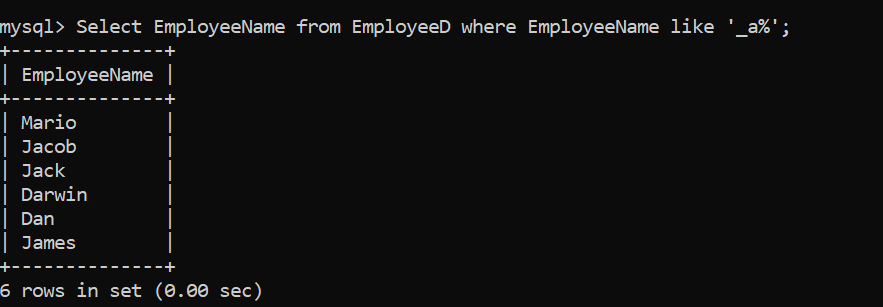 mysql> Select EmployeeName from EmployeeD where EmployeeName like '_a%';
+--------------+
| EmployeeName |
+--------------+
| Mario        |
| Jacob        |
| Jack         |
| Darwin       |
| Dan          |
| James        |
+--------------+
6 rows in set (0.00 sec)